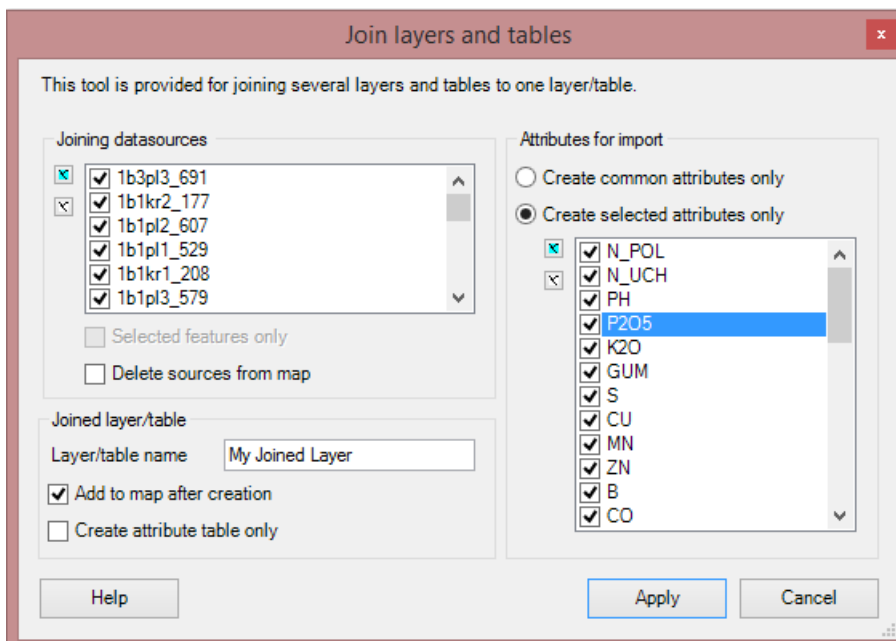 Join layers and tables
x
This tool is provided for joining several layers and tables to one layer/table.
Joining datasources
1b3pl3_691
1b1kr2_177
1b1pl2_607
1b1pl1_529
1b1kr1_208
1b1pl3_579
Selected features only
Delete sources from map
Joined layer/table
Layer/table name My Joined Layer
Add to map after creation
Create attribute table only
Attributes for import
Create common attributes only
Create selected attributes only
N_POL
N_UCH
PH
P2O5
K2O
GUM
S
CU
MN
ZN
B
CO
Help Apply Cancel